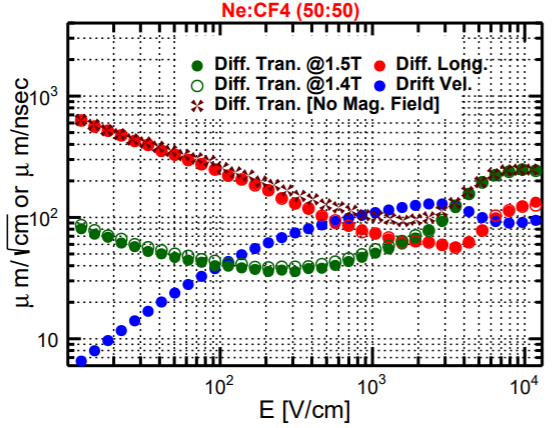 Ne:CF4 (50:50)
Diff. Tran. @1.5T Diff. Long.
Diff. Tran. @1.4T Drift Vel.
Diff. Tran. [No Mag. Field]
10³
10²
10
μ m/√cm or μ m/nsec
10² 10³ 10⁴
E [V/cm]